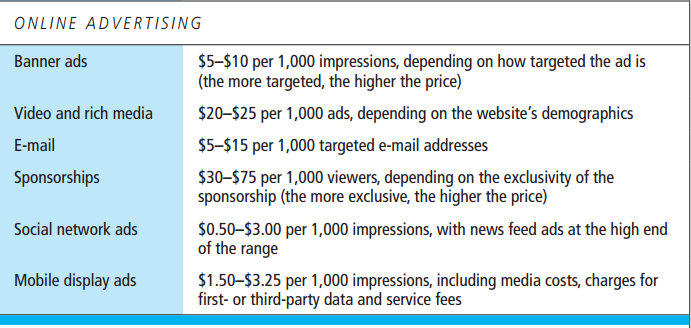 ONLINE ADVERTISING
Banner ads
$5–$10 per 1,000 impressions, depending on how targeted the ad is
(the more targeted, the higher the price)
Video and rich media
$20–$25 per 1,000 ads, depending on the website’s demographics
E-mail
$5–$15 per 1,000 targeted e-mail addresses
Sponsorships
$30–$75 per 1,000 viewers, depending on the exclusivity of the
sponsorship (the more exclusive, the higher the price)
Social network ads
$0.50–$3.00 per 1,000 impressions, with news feed ads at the high end
of the range
Mobile display ads
$1.50–$3.25 per 1,000 impressions, including media costs, charges for
first- or third-party data and service fees